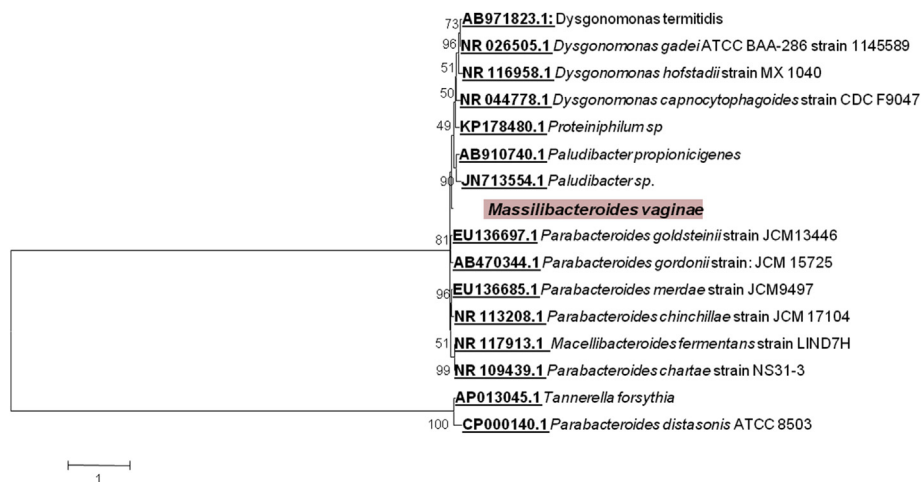 73 AB971823.1: Dysgonomonas termitidis
96 NR 026505.1 Dysgonomonas gadei ATCC BAA-286 strain 1145589
51 NR 116958.1 Dysgonomonas hofstadii strain MX 1040
50 NR 044778.1 Dysgonomonas capnocytophagoides strain CDC F9047
49 KP178480.1 Proteiniphilum sp
AB910740.1 Paludibacter propionicigenes
90 JN713554.1 Paludibacter sp.
Massilibacteroides vaginae
81 EU136697.1 Parabacteroides goldsteinii strain JCM13446
AB470344.1 Parabacteroides gordonii strain: JCM 15725
96 EU136685.1 Parabacteroides merdae strain JCM9497
NR 113208.1 Parabacteroides chinchillae strain JCM 17104
51 NR 117913.1 Macellibacteroides fermentans strain LIND7H
99 NR 109439.1 Parabacteroides chartae strain NS31-3
AP013045.1 Tannerella forsythia
100 CP000140.1 Parabacteroides distasonis ATCC 8503
1